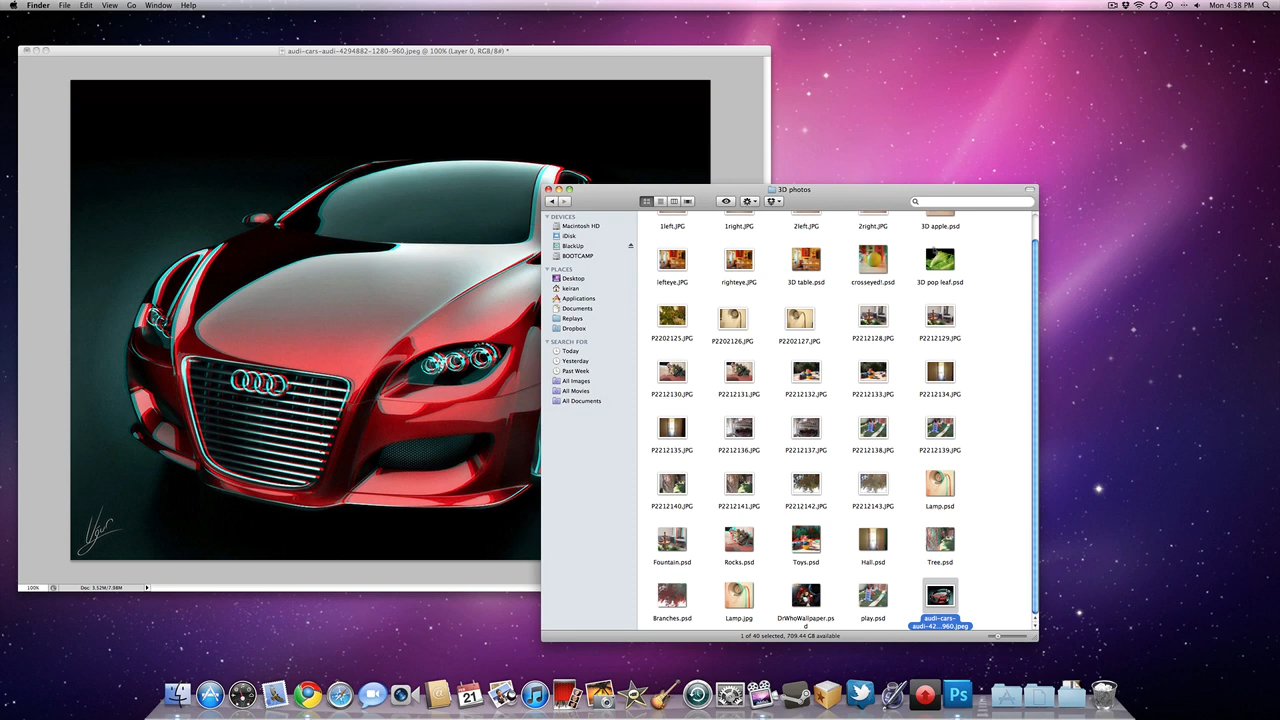 Finder File Edit View Go Window Help Mon 4:38 PM
audi-cars-audi-4294882-1280-960.jpeg @ 100% (Layer 0, RGB/8#) *
100% Doc: 3.52M/7.98M
3D photos
DEVICES
Macintosh HD
iDisk
BackUp
BOOTCAMP
PLACES
Desktop
keiran
Applications
Documents
Replays
Dropbox
SEARCH FOR
Today
Yesterday
Past Week
All Images
All Movies
All Documents
1left.JPG 1right.JPG 2left.JPG 2right.JPG 3D apple.psd
lefteye.JPG righteye.JPG 3D table.psd crosseyed!.psd 3D pop leaf.psd
P2202125.JPG P2202126.JPG P2202127.JPG P2212128.JPG P2212129.JPG
P2212130.JPG P2212131.JPG P2212132.JPG P2212133.JPG P2212134.JPG
P2212135.JPG P2212136.JPG P2212137.JPG P2212138.JPG P2212139.JPG
P2212140.JPG P2212141.JPG P2212142.JPG P2212143.JPG Lamp.psd
Fountain.psd Rocks.psd Toys.psd Hall.psd Tree.psd
Branches.psd Lamp.jpg DrWhoWallpaper.ps
d play.psd audi-cars-
audi-42...960.jpeg
1 of 40 selected, 709.44 GB available
21
Ps